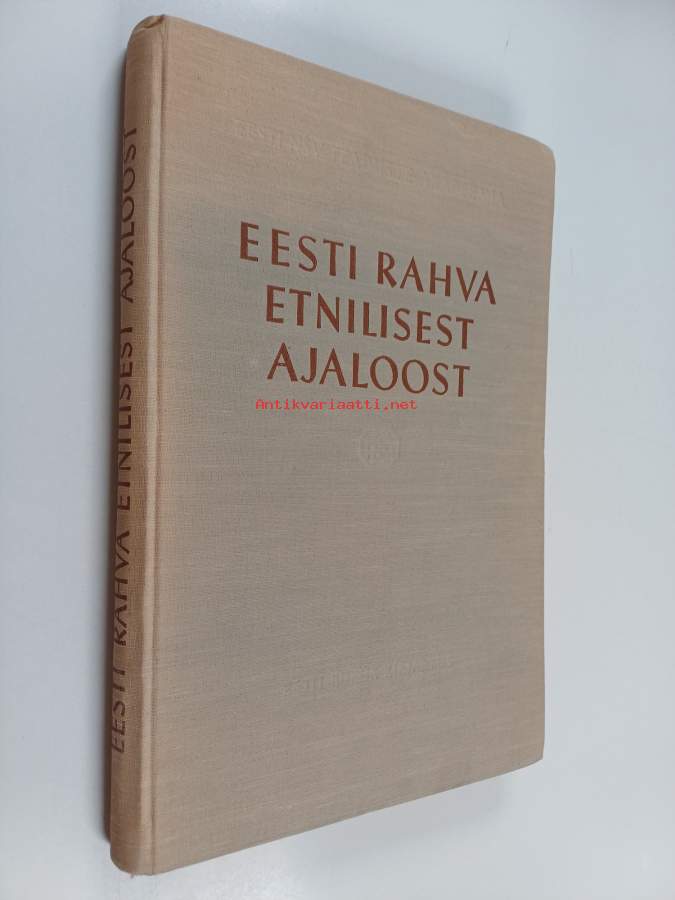 EESTI RAHVA
ETNILISEST
AJALOOST
Antikvariaatti.net
EESTI RAHVA ETNILISEST AJALOOST